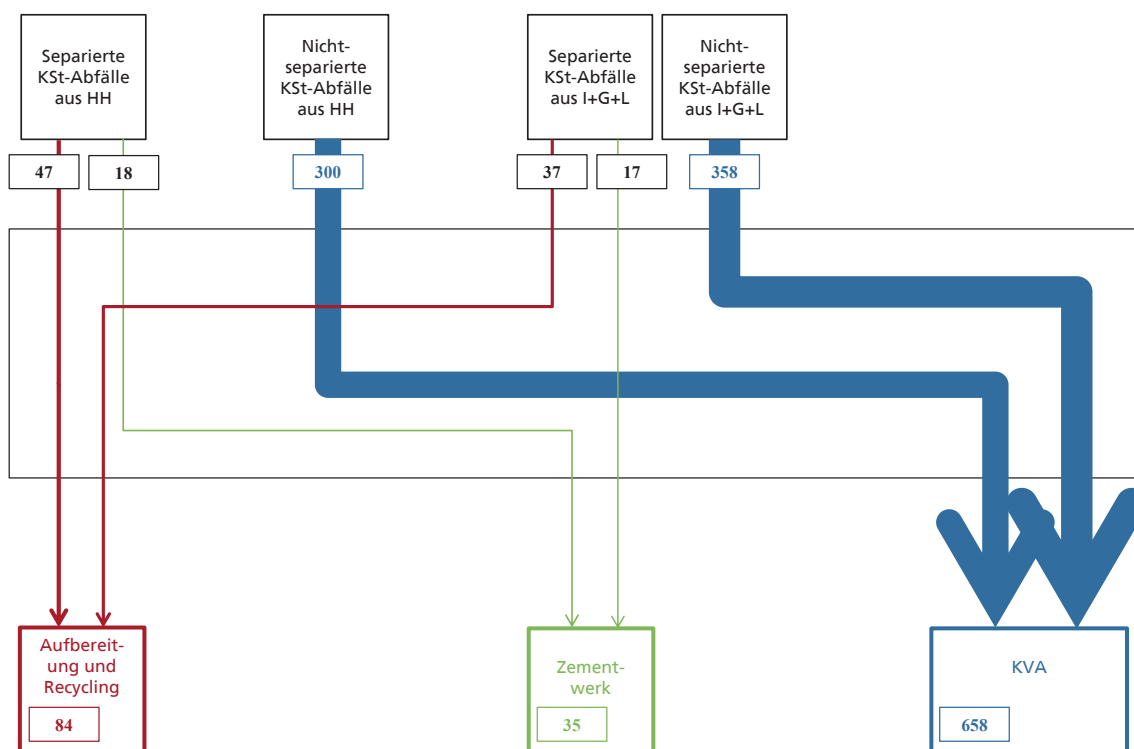 Separierte
KSt-Abfälle
aus HH
Nicht-
separierte
KSt-Abfälle
aus HH
Separierte
KSt-Abfälle
aus I+G+L
Nicht-
separierte
KSt-Abfälle
aus I+G+L
47
18
300
37
17
358
Aufbereit-
ung und
Recycling
84
Zement-
werk
35
KVA
658